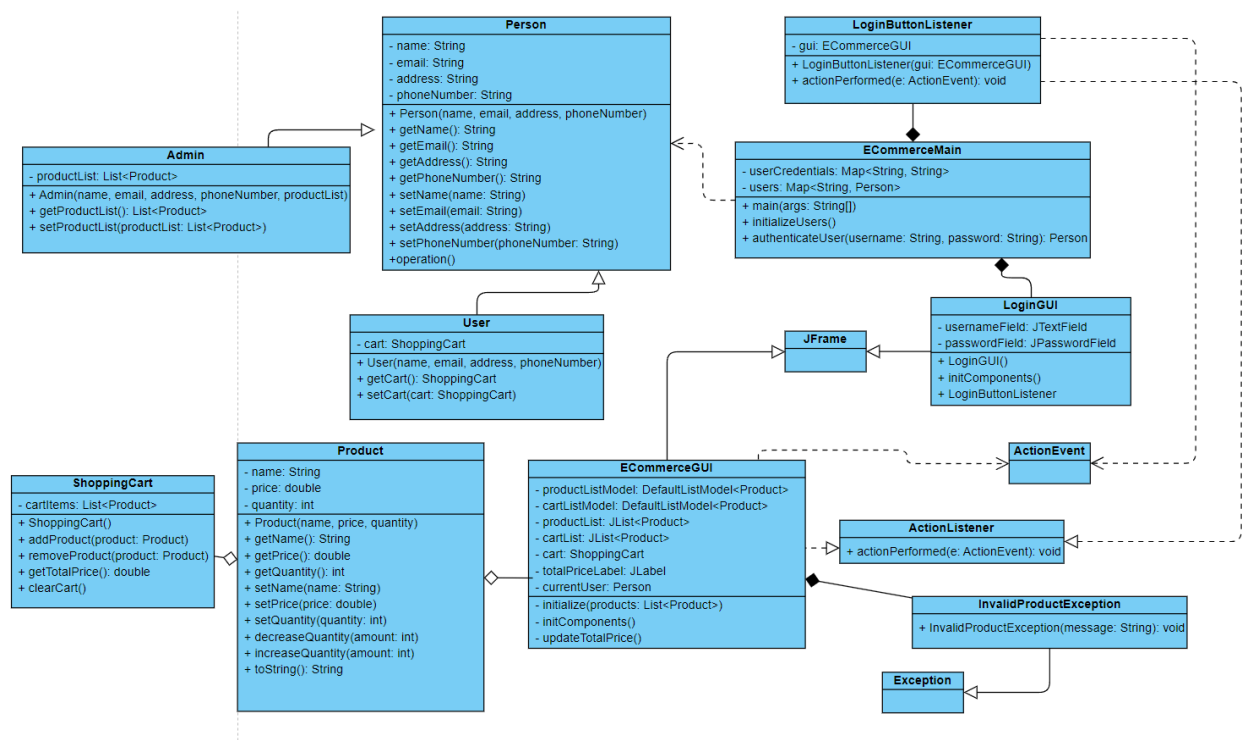 Person
- name: String
- email: String
- address: String
- phoneNumber: String
+ Person(name, email, address, phoneNumber)
+ getName(): String
+ getEmail(): String
+ getAddress(): String
+ getPhoneNumber(): String
+ setName(name: String)
+ setEmail(email: String)
+ setAddress(address: String)
+ setPhoneNumber(phoneNumber: String)
+operation()
LoginButtonListener
- gui: ECommerceGUI
+ LoginButtonListener(gui: ECommerceGUI)
+ actionPerformed(e: ActionEvent): void
Admin
- productList: List<Product>
+ Admin(name, email, address, phoneNumber, productList)
+ getProductList(): List<Product>
+ setProductList(productList: List<Product>)
ECommerceMain
- userCredentials: Map<String, String>
- users: Map<String, Person>
+ main(args: String[])
+ initializeUsers()
+ authenticateUser(username: String, password: String): Person
User
- cart: ShoppingCart
+ User(name, email, address, phoneNumber)
+ getCart(): ShoppingCart
+ setCart(cart: ShoppingCart)
JFrame
LoginGUI
- usernameField: JTextField
- passwordField: JPasswordField
+ LoginGUI()
+ initComponents()
+ LoginButtonListener
ShoppingCart
- cartItems: List<Product>
+ ShoppingCart()
+ addProduct(product: Product)
+ removeProduct(product: Product)
+ getTotalPrice(): double
+ clearCart()
Product
- name: String
- price: double
- quantity: int
+ Product(name, price, quantity)
+ getName(): String
+ getPrice(): double
+ getQuantity(): int
+ setName(name: String)
+ setPrice(price: double)
+ setQuantity(quantity: int)
+ decreaseQuantity(amount: int)
+ increaseQuantity(amount: int)
+ toString(): String
ECommerceGUI
- productListModel: DefaultListModel<Product>
- cartListModel: DefaultListModel<Product>
- productList: JList<Product>
- cartList: JList<Product>
- cart: ShoppingCart
- totalPriceLabel: JLabel
- currentUser: Person
- initialize(products: List<Product>)
- initComponents()
- updateTotalPrice()
ActionEvent
ActionListener
+ actionPerformed(e: ActionEvent): void
InvalidProductException
+ InvalidProductException(message: String): void
Exception